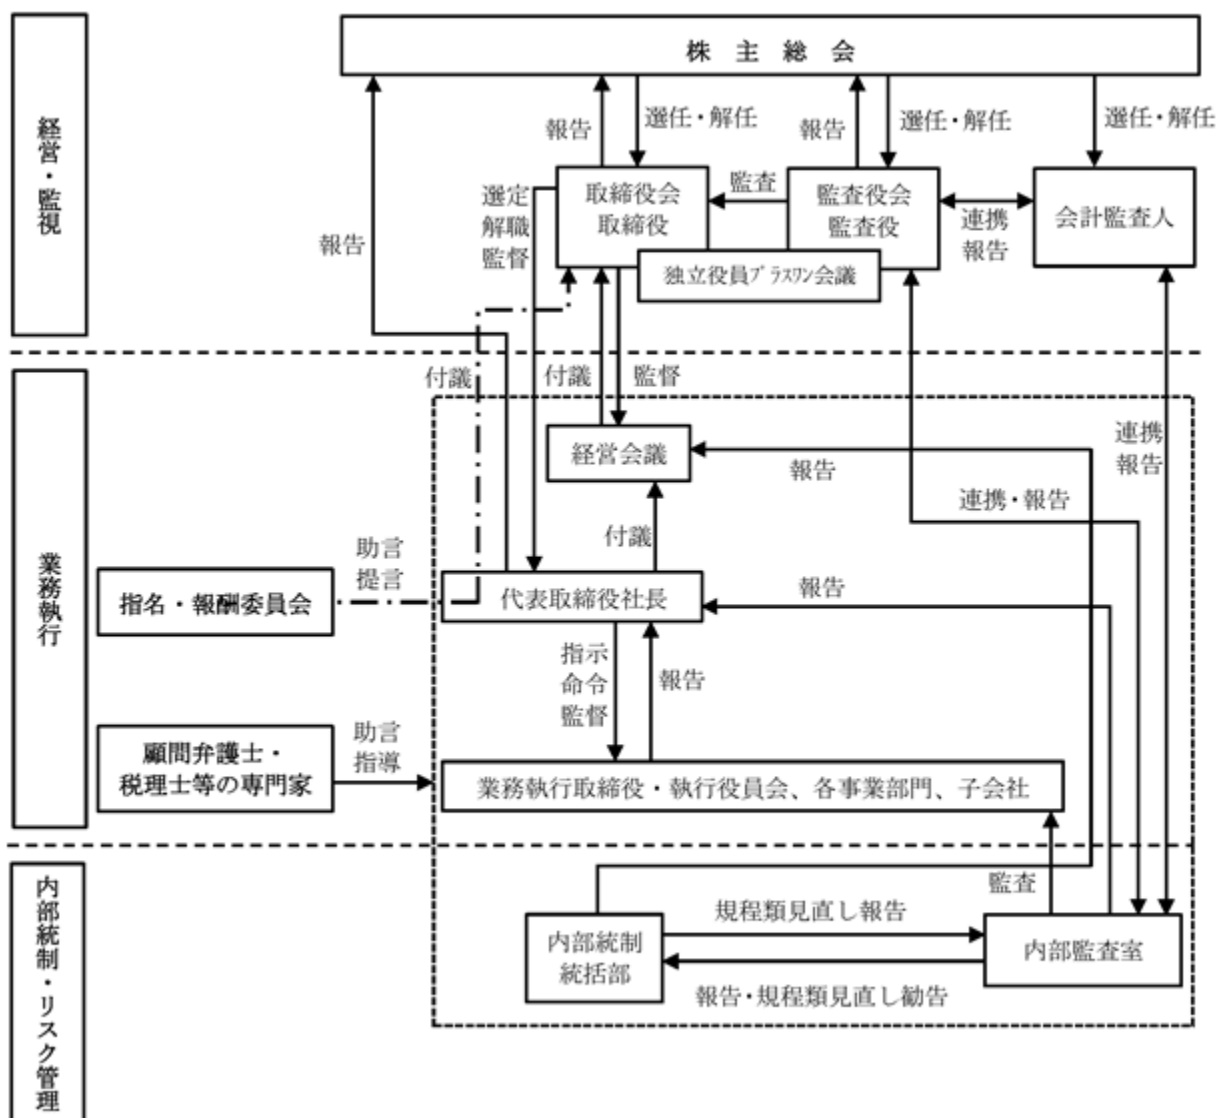 株主総会
経営・監視
報告
選任・解任
報告
選任・解任
選任・解任
報告
選定
解職
監督
取締役会
取締役
監査
監査役会
監査役
連携
報告
会計監査人
独立役員ﾌﾟﾗｽﾜﾝ会議
付議
付議
監督
業務執行
経営会議
報告
連携
報告
連携・報告
付議
助言
提言
指名・報酬委員会
代表取締役社長
報告
指示
命令
監督
報告
顧問弁護士・
税理士等の専門家
助言
指導
業務執行取締役・執行役員会、各事業部門、子会社
内部統制・リスク管理
監査
内部統制
統括部
規程類見直し報告
報告・規程類見直し勧告
内部監査室